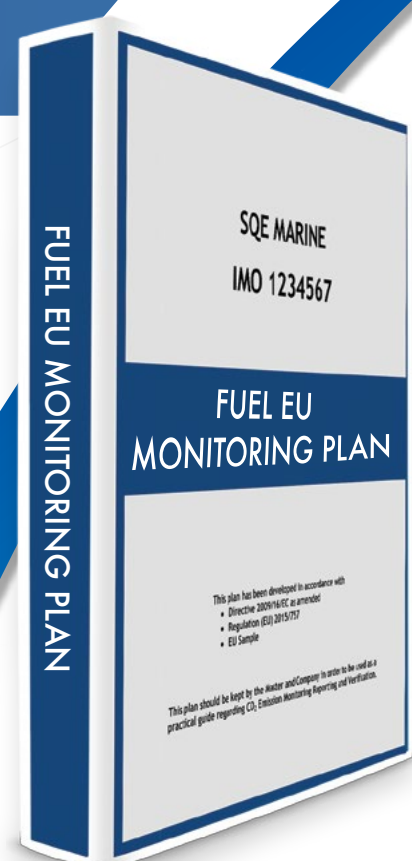 FUEL EU MONITORING PLAN
SQE MARINE
IMO 1234567
FUEL EU
MONITORING PLAN
This plan has been developed in accordance with
• Directive 2009/16/EC as amended
• Regulation (EU) 2015/757
• EU Sample
This plan should be kept by the Master and Company in order to be used as a
practical guide regarding CO₂ Emission Monitoring Reporting and Verification.